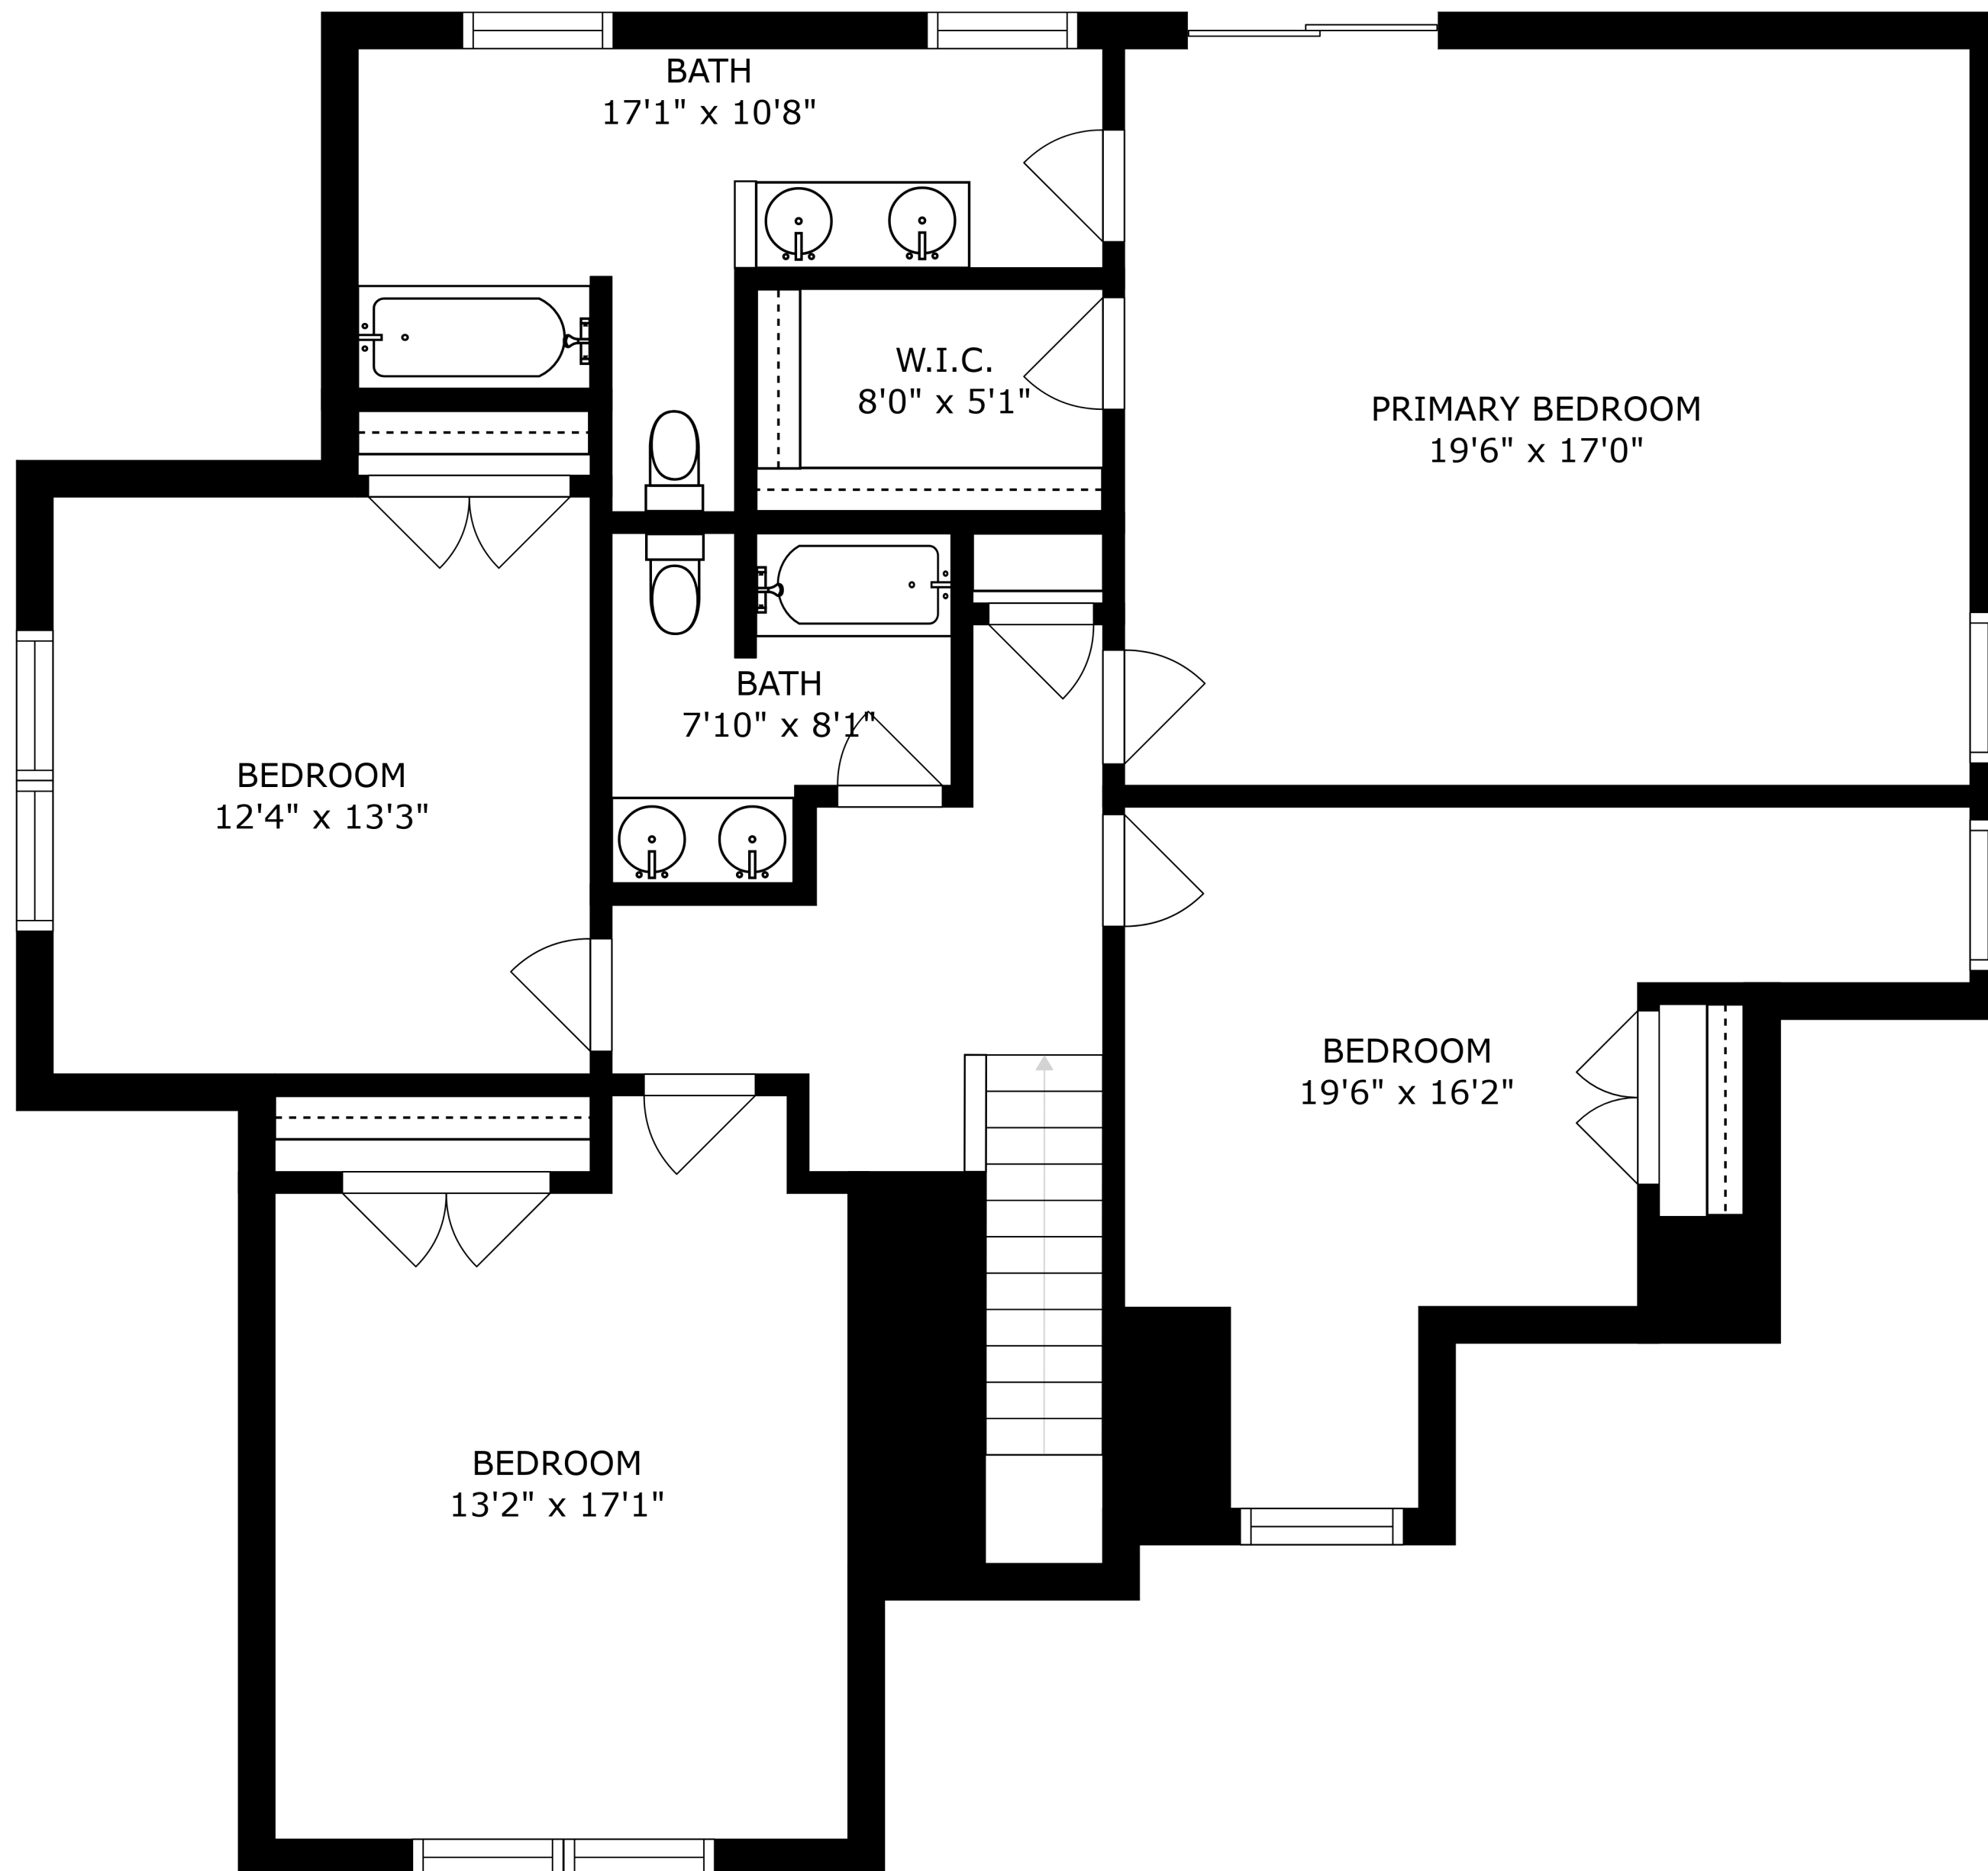 BATH
17'1" x 10'8"
W.I.C.
8'0" x 5'1"
PRIMARY BEDROOM
19'6" x 17'0"
BATH
7'10" x 8'1"
BEDROOM
12'4" x 13'3"
BEDROOM
19'6" x 16'2"
BEDROOM
13'2" x 17'1"